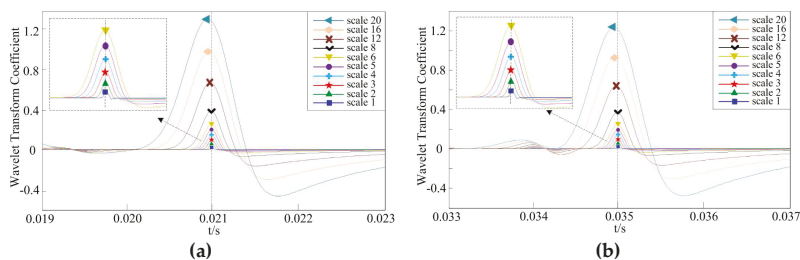 Wavelet Transform Coefficient
1.2
0.8
0.4
0
-0.4
scale 20
scale 16
scale 12
scale 8
scale 6
scale 5
scale 4
scale 3
scale 2
scale 1
0.019
0.020
0.021
0.022
0.023
t/s
(a)
Wavelet Transform Coefficient
1.2
0.8
0.4
0
-0.4
scale 20
scale 16
scale 12
scale 8
scale 6
scale 5
scale 4
scale 3
scale 2
scale 1
0.033
0.034
0.035
0.036
0.037
t/s
(b)